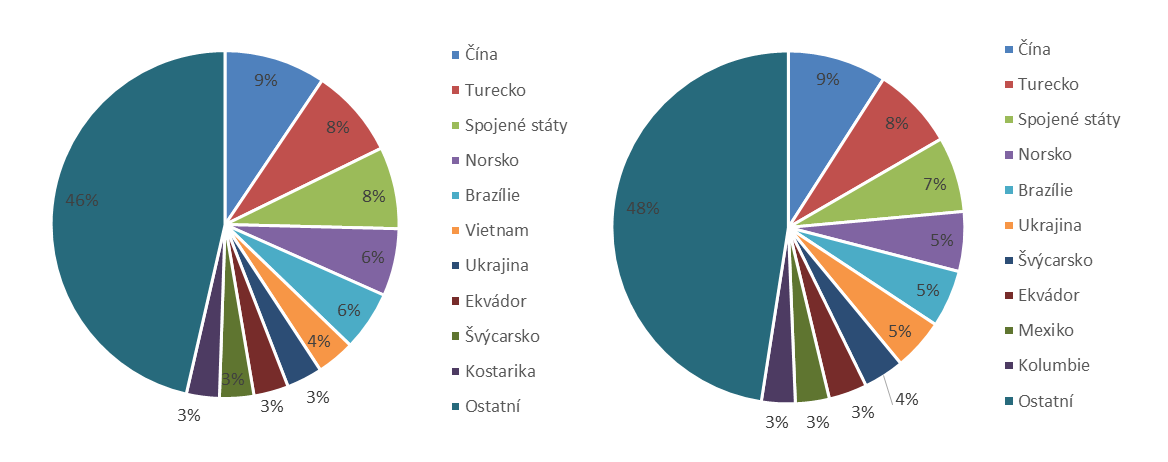 9%
8%
8%
6%
6%
4%
3%
3%
3%
3%
46%
Čína
Turecko
Spojené státy
Norsko
Brazílie
Vietnam
Ukrajina
Ekvádor
Švýcarsko
Kostarika
Ostatní
9%
8%
7%
5%
5%
5%
4%
3%
3%
3%
48%
Čína
Turecko
Spojené státy
Norsko
Brazílie
Ukrajina
Švýcarsko
Ekvádor
Mexiko
Kolumbie
Ostatní